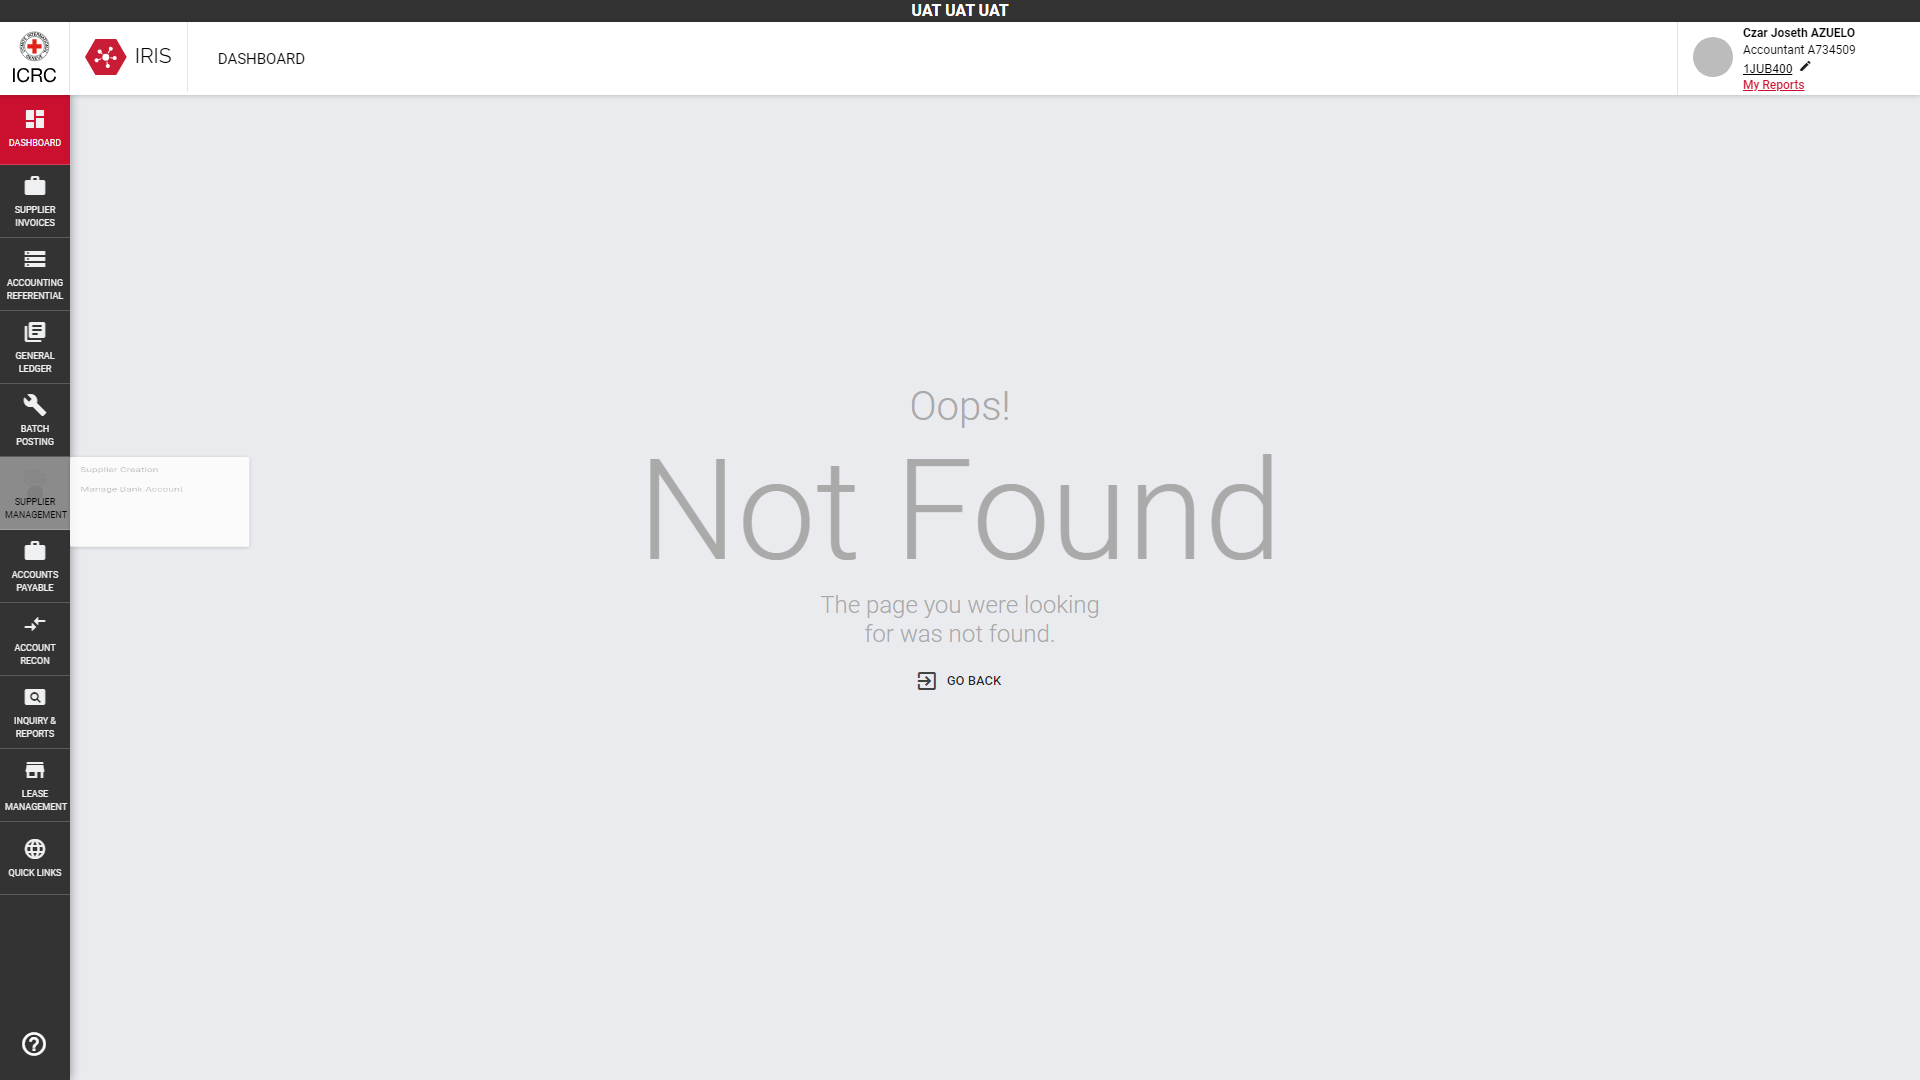 UAT UAT UAT
ICRC
IRIS
DASHBOARD
Czar Joseth AZUELO
Accountant A734509
1JUB400
My Reports
DASHBOARD
SUPPLIER
INVOICES
ACCOUNTING
REFERENTIAL
GENERAL
LEDGER
BATCH
POSTING
SUPPLIER
MANAGEMENT
Supplier Creation
Manage Bank Account
ACCOUNTS
PAYABLE
ACCOUNT
RECON
INQUIRY &
REPORTS
LEASE
MANAGEMENT
QUICK LINKS
Oops!
Not Found
The page you were looking
for was not found.
GO BACK